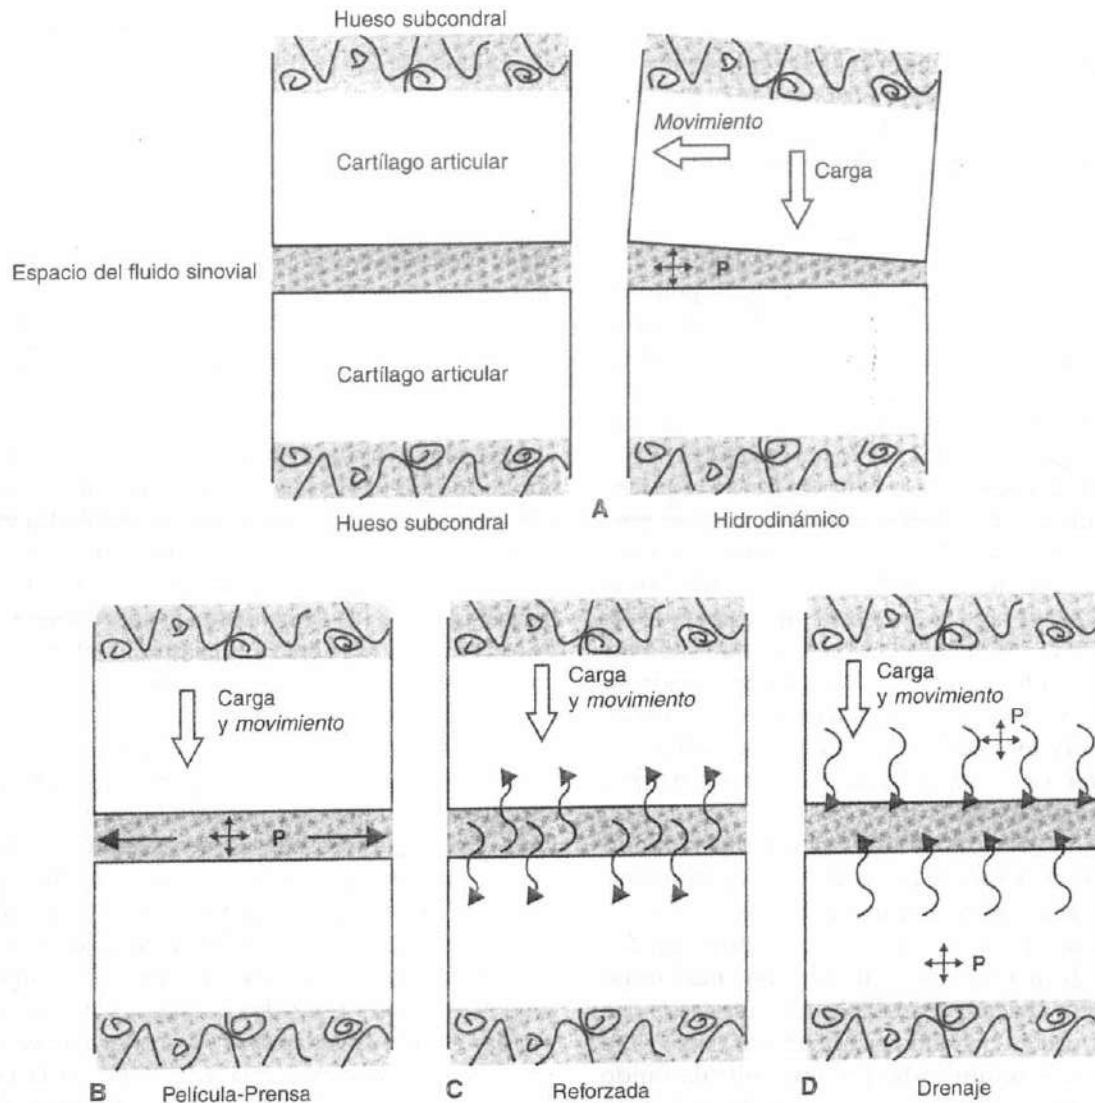 Hueso subcondral
Cartílago articular
Movimiento
Carga
Espacio del fluido sinovial
P
Cartílago articular
Hueso subcondral
A
Hidrodinámico
Carga
y movimiento
P
B
Película-Prensa
Carga
y movimiento
C
Reforzada
Carga
y movimiento
P
P
D
Drenaje